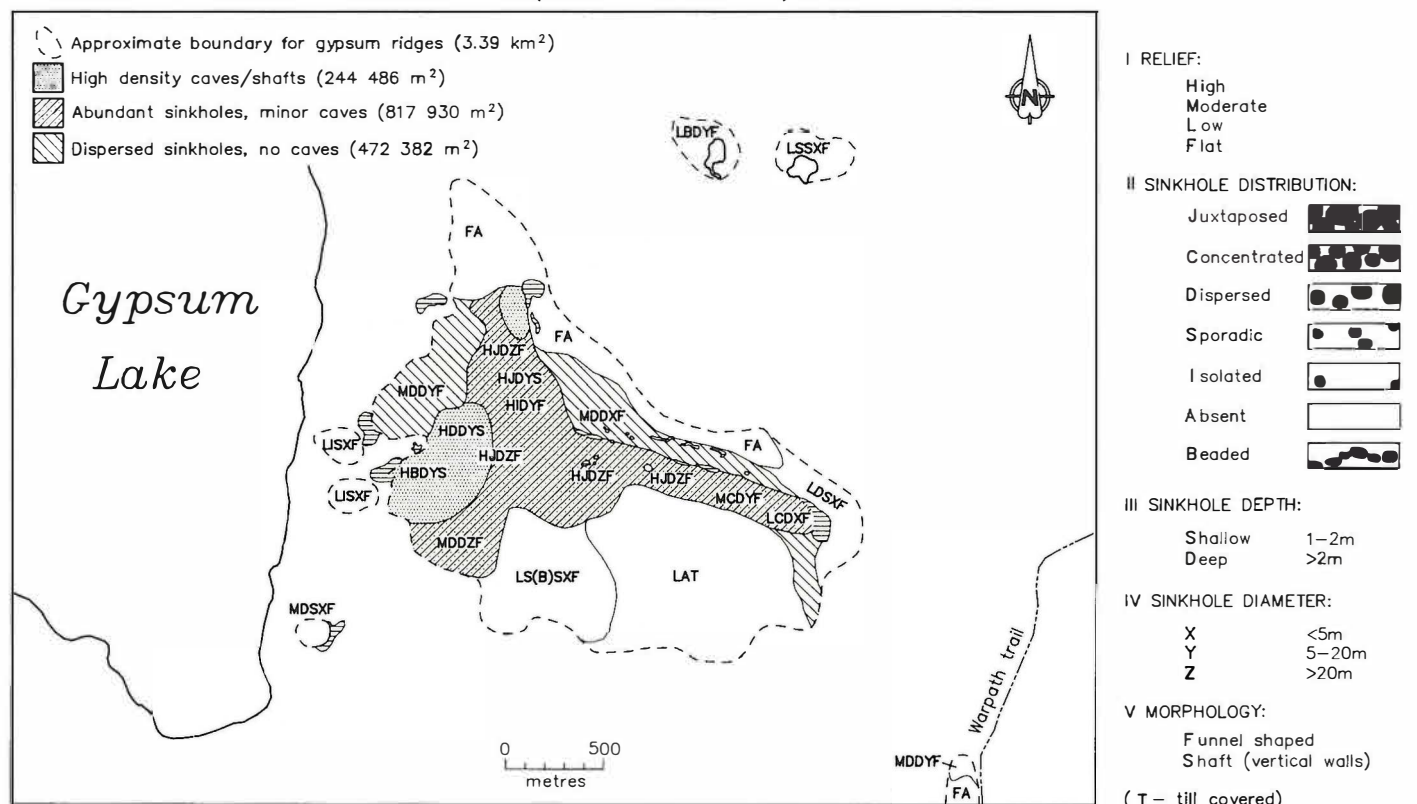 Approximate boundary for gypsum ridges (3.39 km²)
High density caves/shafts (244 486 m²)
Abundant sinkholes, minor caves (817 930 m²)
Dispersed sinkholes, no caves (472 382 m²)
N
LBDYF
LSSXF
FA
Gypsum
Lake
FA
HJDZF
HJDYS
MDDYF
HIDYF
MDDXF
HDDYS
FA
LISXF
HJDZF
HBDYS
HJDZF
HJDZF
LDSXF
LISXF
MCDYF
LCDXF
MDDZF
LS(B)SXF
LAT
MDSXF
Warpath trail
0 500
metres
MDDYF
FA
I RELIEF:
High
Moderate
Low
Flat
II SINKHOLE DISTRIBUTION:
Juxtaposed
Concentrated
Dispersed
Sporadic
Isolated
Absent
Beaded
III SINKHOLE DEPTH:
Shallow 1-2m
Deep >2m
IV SINKHOLE DIAMETER:
X <5m
Y 5-20m
Z >20m
V MORPHOLOGY:
Funnel shaped
Shaft (vertical walls)
(T - till covered)